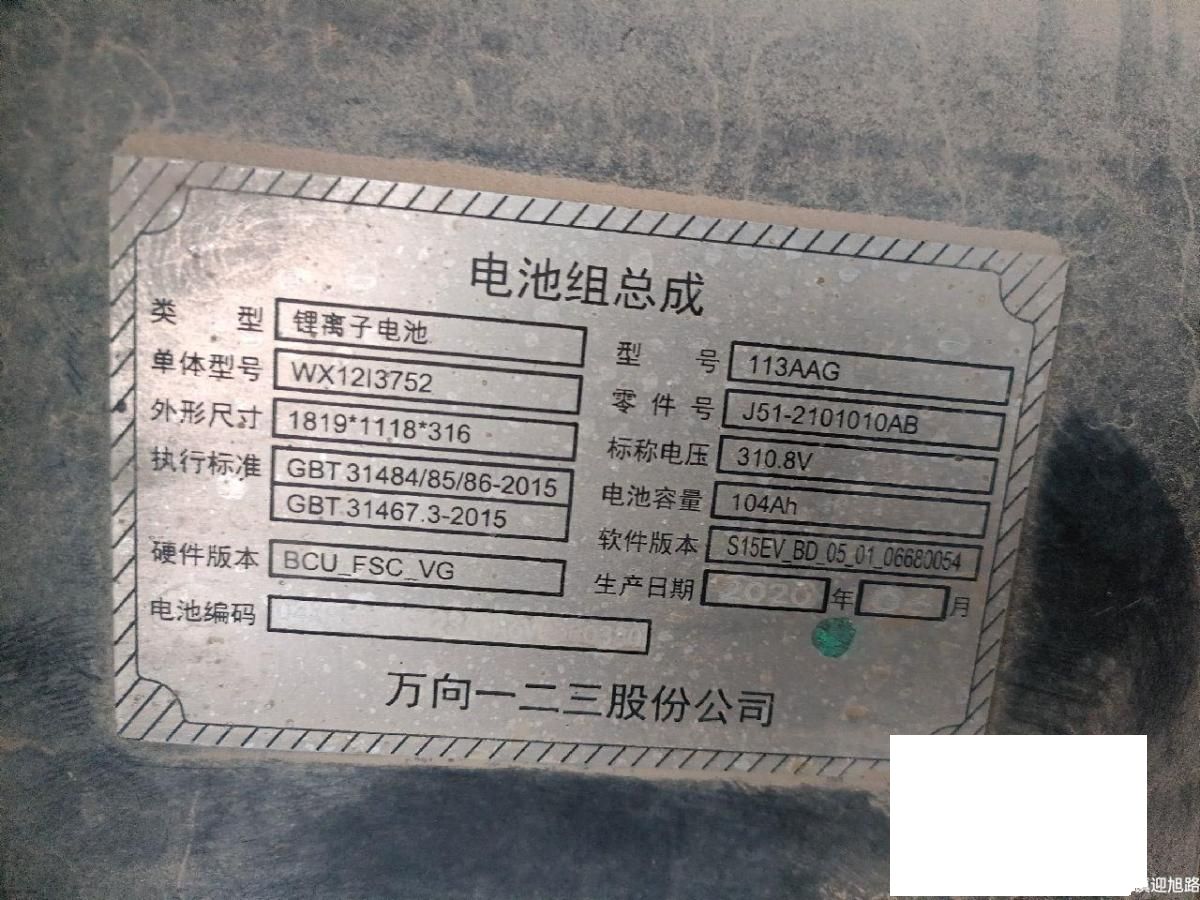 电池组总成
类 型 锂离子电池
型 号 113AAG
单体型号 WX12I3752
零件号 J51-2101010AB
外形尺寸 1819*1118*316
标称电压 310.8V
执行标准 GBT 31484/85/86-2015
GBT 31467.3-2015
电池容量 104Ah
软件版本 S15EV_BD_05_01_06680054
硬件版本 BCU_FSC_VG
生产日期 2020 年 月
电池编码
万向一二三股份公司
迎旭路